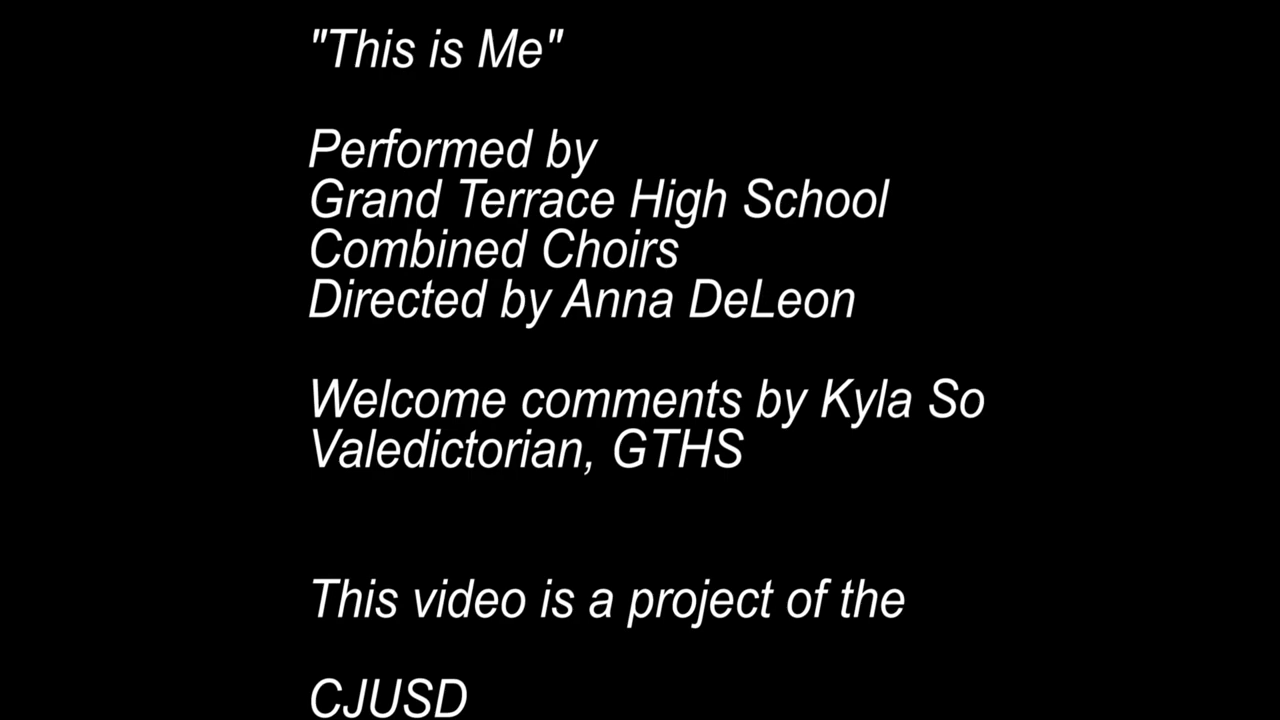 "This is Me"
Performed by
Grand Terrace High School
Combined Choirs
Directed by Anna DeLeon
Welcome comments by Kyla So
Valedictorian, GTHS
This video is a project of the
CJUSD